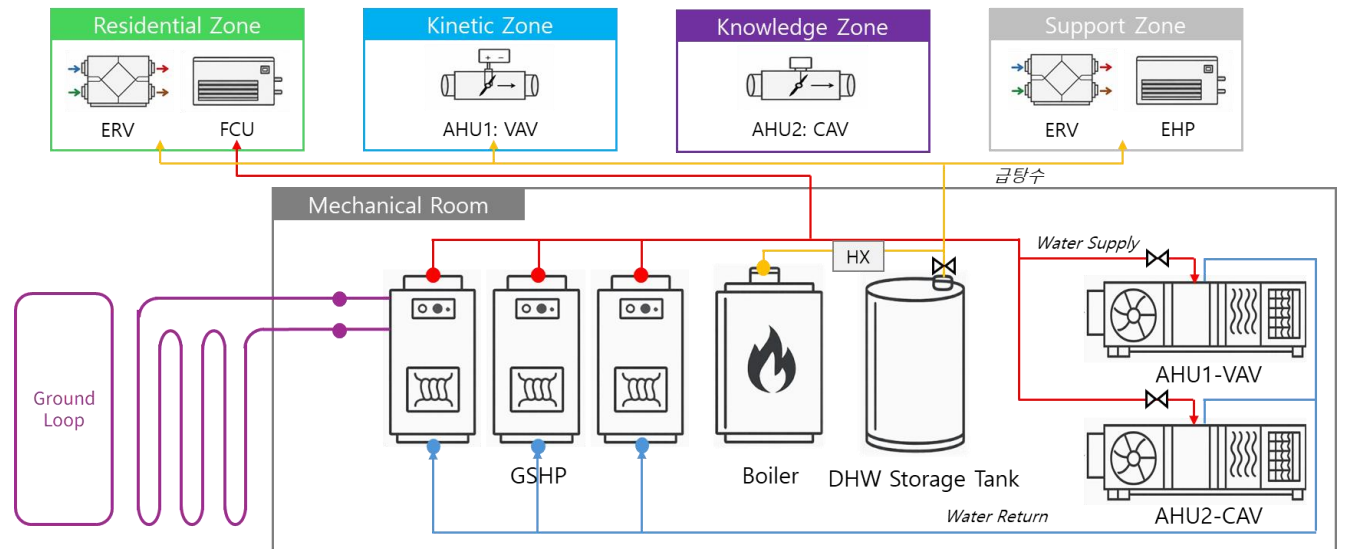 Residential Zone
Kinetic Zone
Knowledge Zone
Support Zone
ERV
FCU
AHU1: VAV
AHU2: CAV
ERV
EHP
급탕수
Mechanical Room
Water Supply
HX
Ground
Loop
AHU1-VAV
GSHP
Boiler
DHW Storage Tank
Water Return
AHU2-CAV